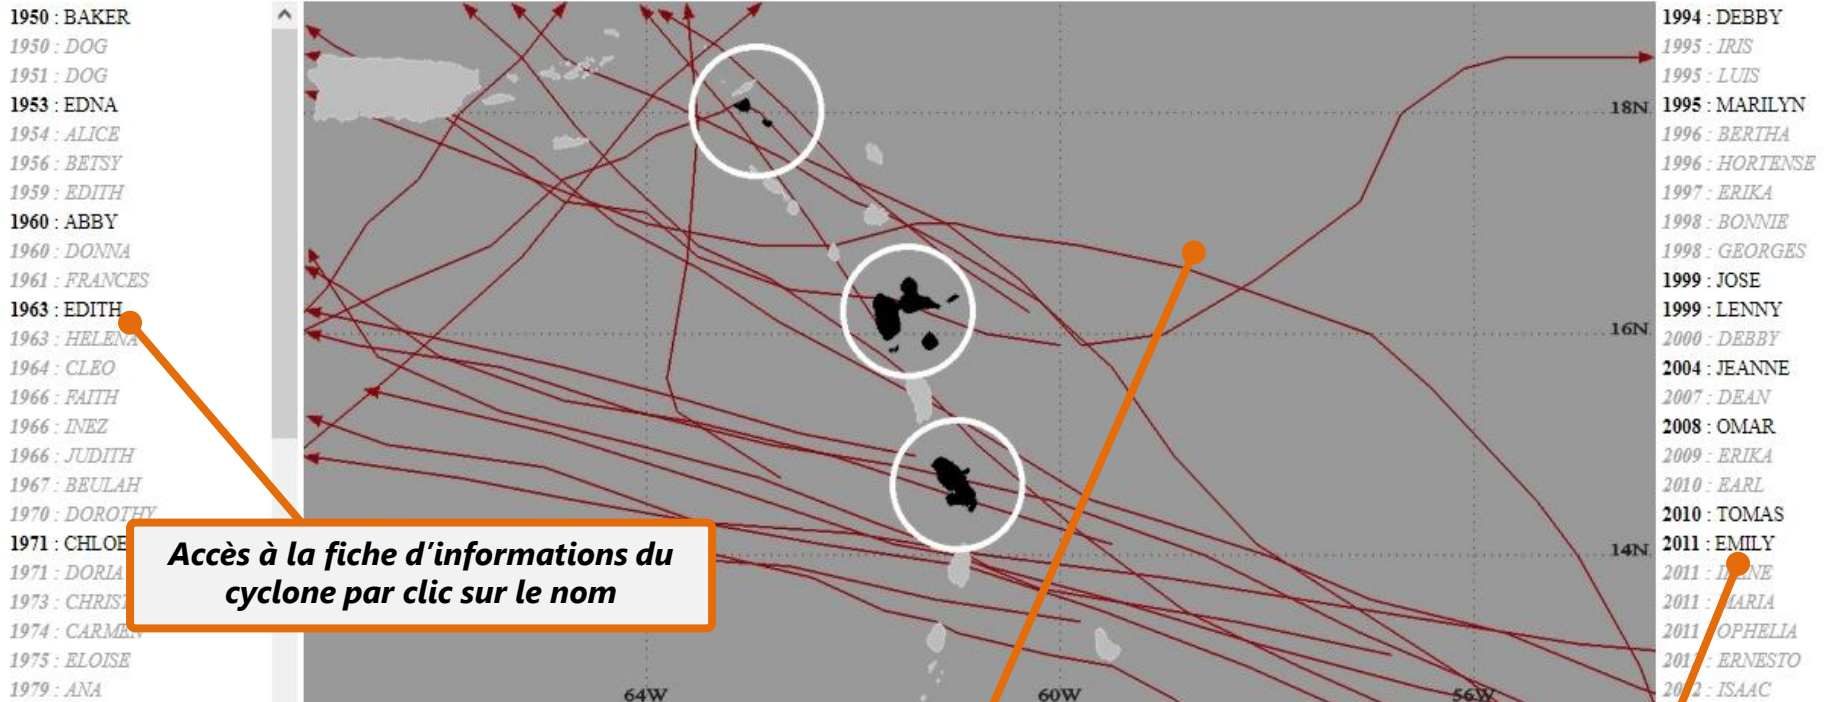 1950 : BAKER
1950 : DOG
1951 : DOG
1953 : EDNA
1954 : ALICE
1956 : BETSY
1959 : EDITH
1960 : ABBY
1960 : DONNA
1961 : FRANCES
1963 : EDITH
1963 : HELENA
1964 : CLEO
1966 : FAITH
1966 : INEZ
1966 : JUDITH
1967 : BEULAH
1970 : DOROTHY
1971 : CHLOE
1971 : DORIA
1973 : CHRIST
1974 : CARMEN
1975 : ELOISE
1979 : ANA
18N
16N
14N
64W
60W
56W
Accès à la fiche d’informations du
cyclone par clic sur le nom
1994 : DEBBY
1995 : IRIS
1995 : LUIS
1995 : MARILYN
1996 : BERTHA
1996 : HORTENSE
1997 : ERIKA
1998 : BONNIE
1998 : GEORGES
1999 : JOSE
1999 : LENNY
2000 : DEBBY
2004 : JEANNE
2007 : DEAN
2008 : OMAR
2009 : ERIKA
2010 : EARL
2010 : TOMAS
2011 : EMILY
2011 :
2011 : MARIA
2011 : OPHELIA
: ERNESTO
: ISAAC